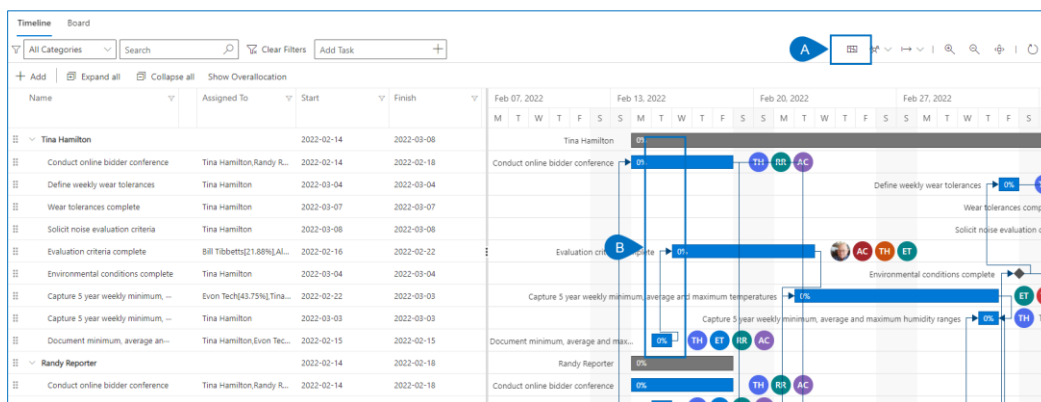 Timeline Board
All Categories Search Clear Filters Add Task A
Add Expand all Collapse all Show Overallocation
Name Assigned To Start Finish Feb 07, 2022 Feb 13, 2022 Feb 20, 2022 Feb 27, 2022
M T W T F S S M T W T F S S M T W T F S S M T W T F S
Tina Hamilton 2022-02-14 2022-03-08 Tina Hamilton 0%
Conduct online bidder conference Tina Hamilton,Randy R... 2022-02-14 2022-02-18 Conduct online bidder conference 0% TH RR AC
Define weekly wear tolerances Tina Hamilton 2022-03-04 2022-03-04 Define weekly wear tolerances 0%
Wear tolerances complete Tina Hamilton 2022-03-07 2022-03-07 Wear tolerances comp
Solicit noise evaluation criteria Tina Hamilton 2022-03-08 2022-03-08 Solicit noise evaluation c
Evaluation criteria complete Bill Tibbetts[21.88%],Al... 2022-02-16 2022-02-22 Evaluation crit B plete 0% AC TH ET
Environmental conditions complete Tina Hamilton 2022-03-04 2022-03-04 Environmental conditions complete
Capture 5 year weekly minimum, ... Evon Tech[43.75%],Tina... 2022-02-22 2022-03-03 Capture 5 year weekly minimum, average and maximum temperatures 0% ET
Capture 5 year weekly minimum, ... Tina Hamilton 2022-03-03 2022-03-03 Capture 5 year weekly minimum, average and maximum humidity ranges 0% TH T
Document minimum, average an... Tina Hamilton,Evon Tec... 2022-02-15 2022-02-15 Document minimum, average and max... 0% TH ET RR AC
Randy Reporter 2022-02-14 2022-02-18 Randy Reporter 0%
Conduct online bidder conference Tina Hamilton,Randy R... 2022-02-14 2022-02-18 Conduct online bidder conference 0% TH RR AC